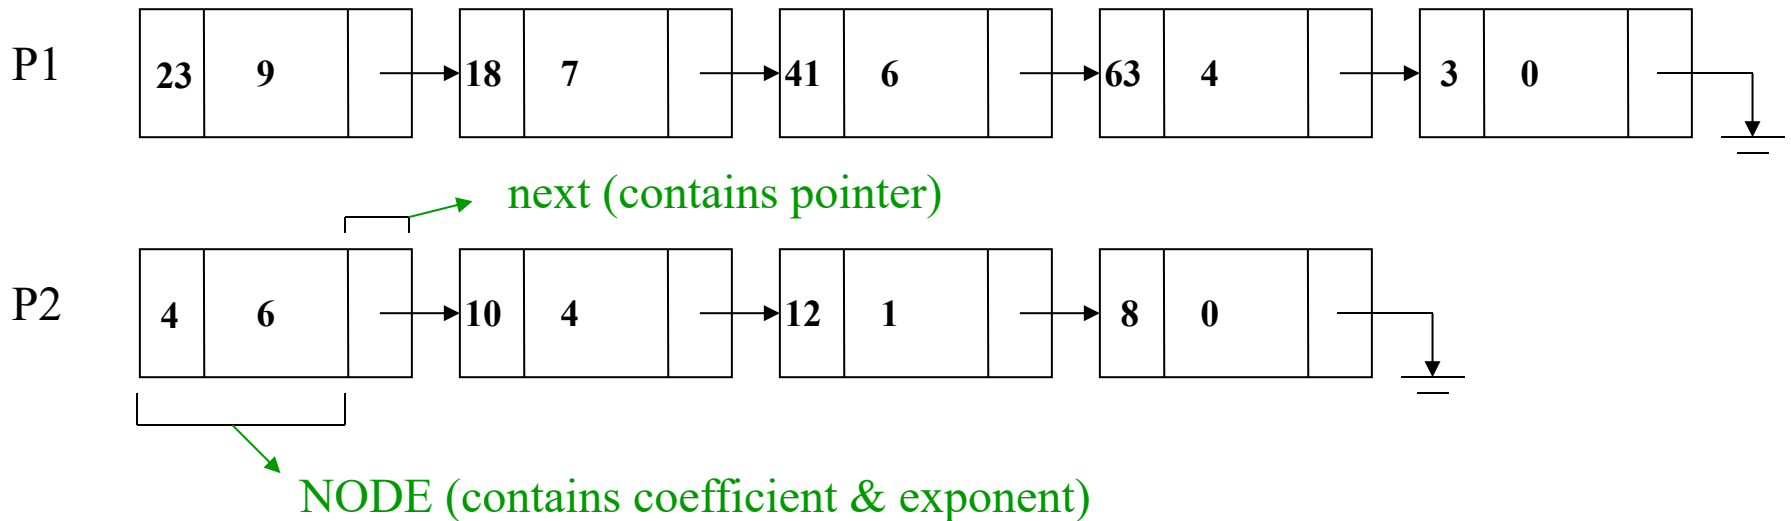 P1 23 9 18 7 41 6 63 4 3 0
next (contains pointer)
P2 4 6 10 4 12 1 8 0
NODE (contains coefficient & exponent)